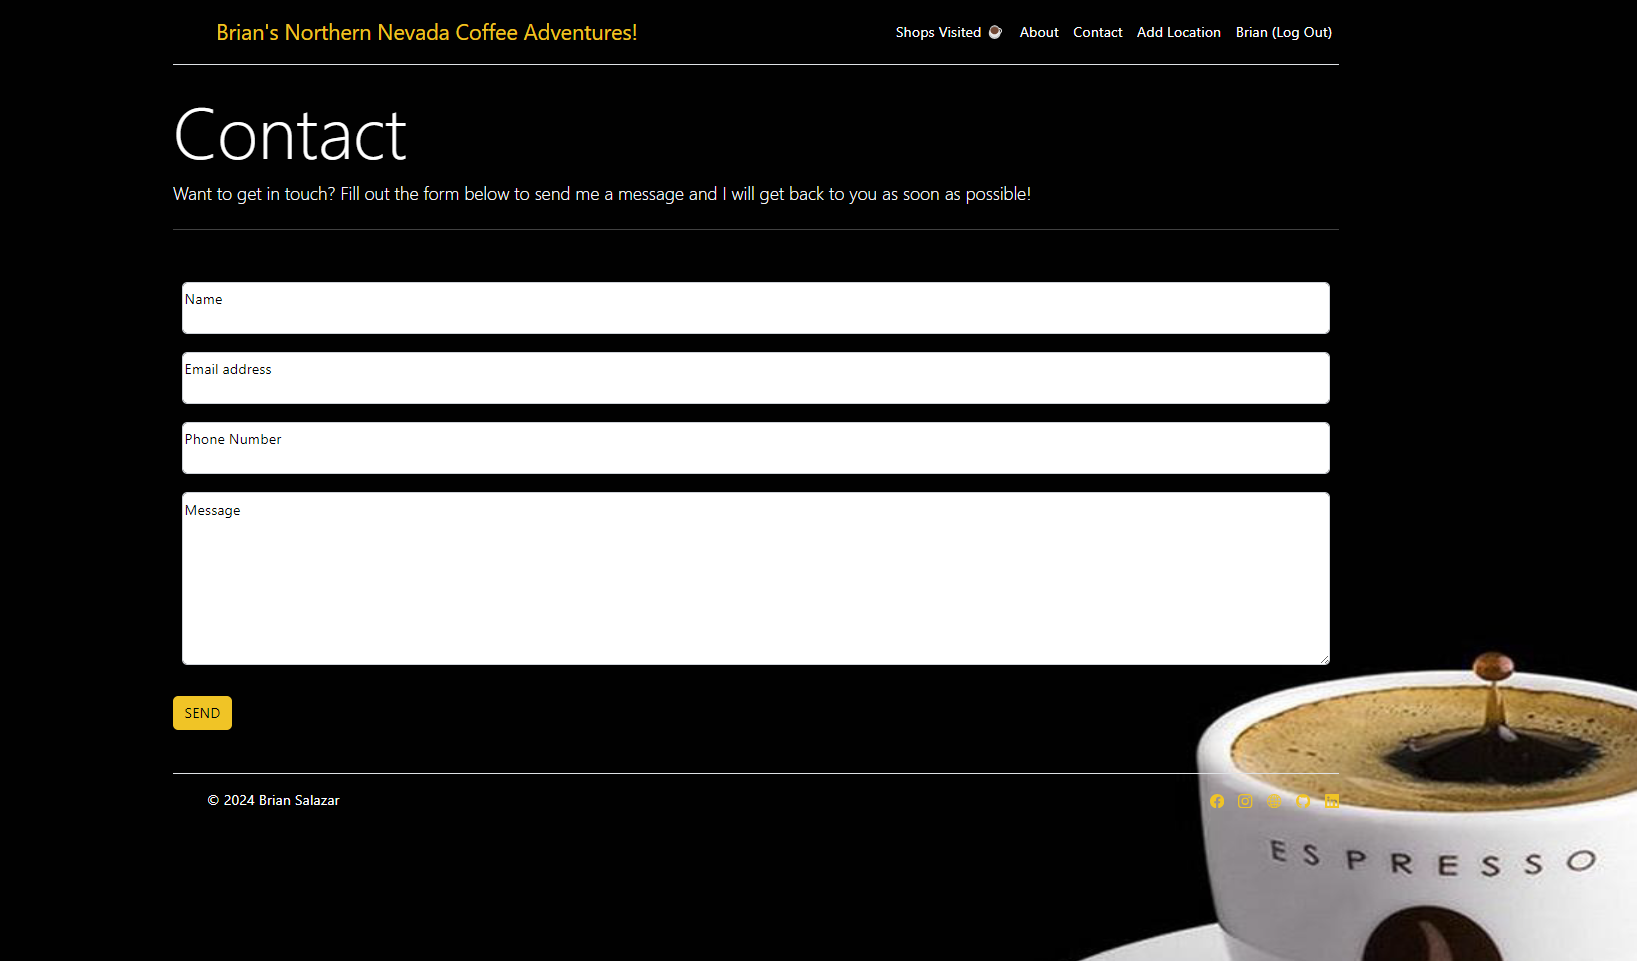 Brian's Northern Nevada Coffee Adventures!
Shops Visited About Contact Add Location Brian (Log Out)
Contact
Want to get in touch? Fill out the form below to send me a message and I will get back to you as soon as possible!
Name
Email address
Phone Number
Message
SEND
© 2024 Brian Salazar
ESPRESSO